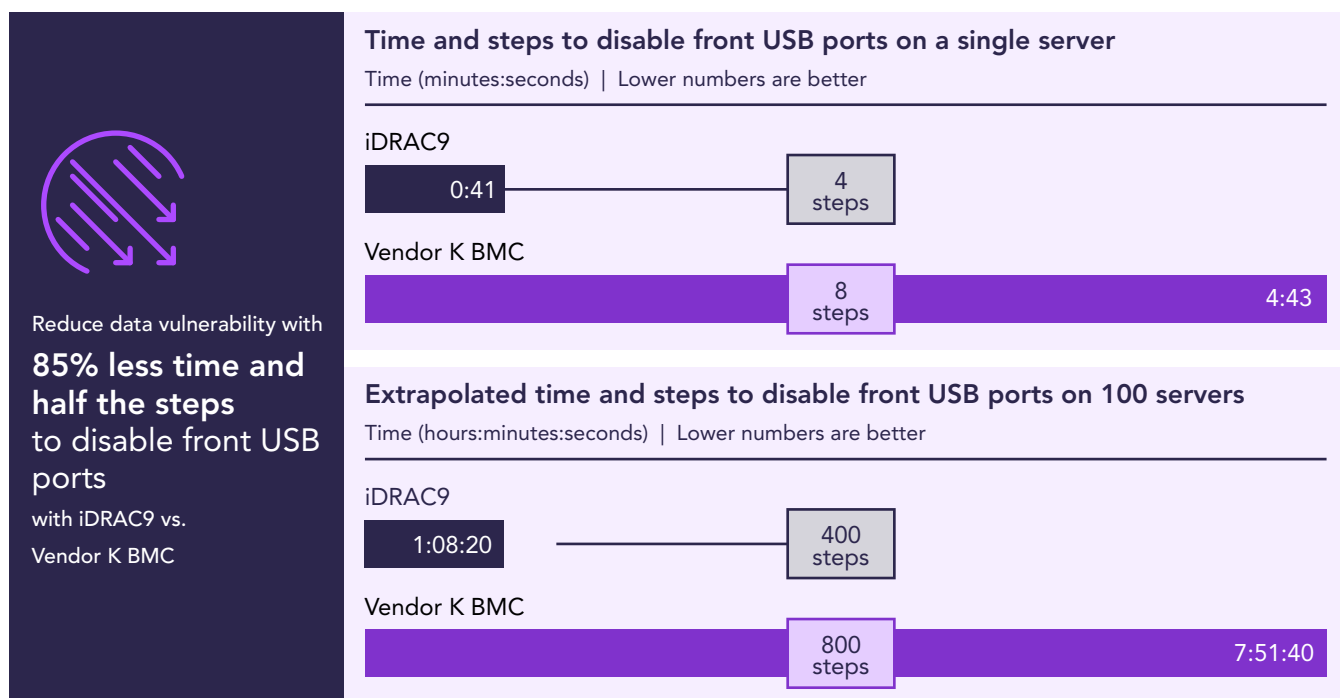 Reduce data vulnerability with
85% less time and
half the steps
to disable front USB
ports
with iDRAC9 vs.
Vendor K BMC
Time and steps to disable front USB ports on a single server
Time (minutes:seconds) | Lower numbers are better
iDRAC9
0:41
4
steps
Vendor K BMC
8
steps
4:43
Extrapolated time and steps to disable front USB ports on 100 servers
Time (hours:minutes:seconds) | Lower numbers are better
iDRAC9
1:08:20
400
steps
Vendor K BMC
800
steps
7:51:40